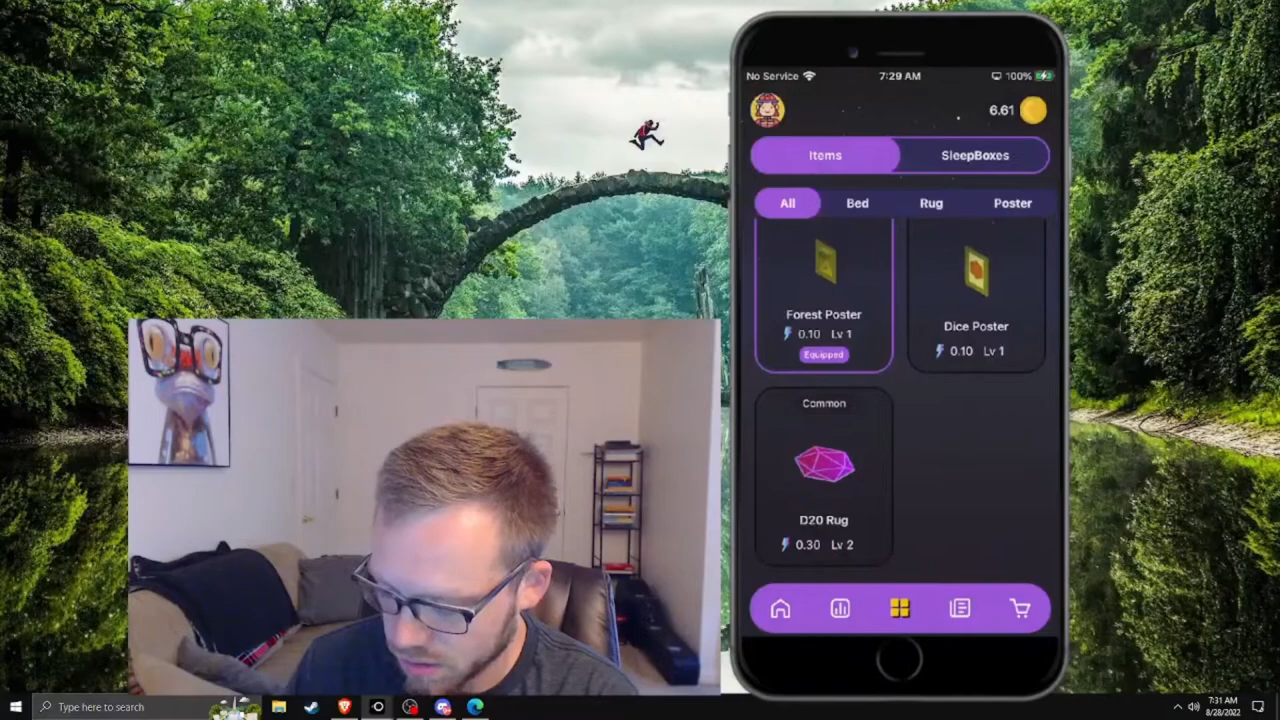 No Service
7:29 AM
100%
6.61
Items
SleepBoxes
All
Bed
Rug
Poster
Forest Poster
0.10 Lv 1
Equipped
Dice Poster
0.10 Lv 1
Common
D20 Rug
0.30 Lv 2
Type here to search
7:31 AM
8/28/2022